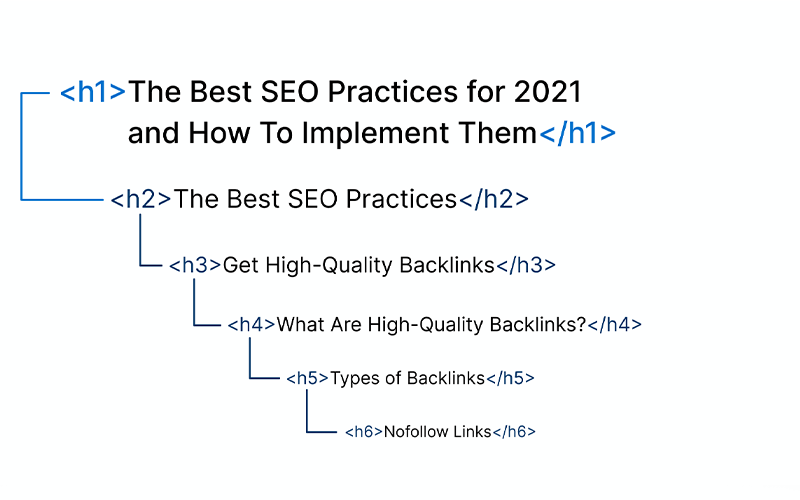 <h1>The Best SEO Practices for 2021
and How To Implement Them</h1>
<h2>The Best SEO Practices</h2>
<h3>Get High-Quality Backlinks</h3>
<h4>What Are High-Quality Backlinks?</h4>
<h5>Types of Backlinks</h5>
<h6>Nofollow Links</h6>